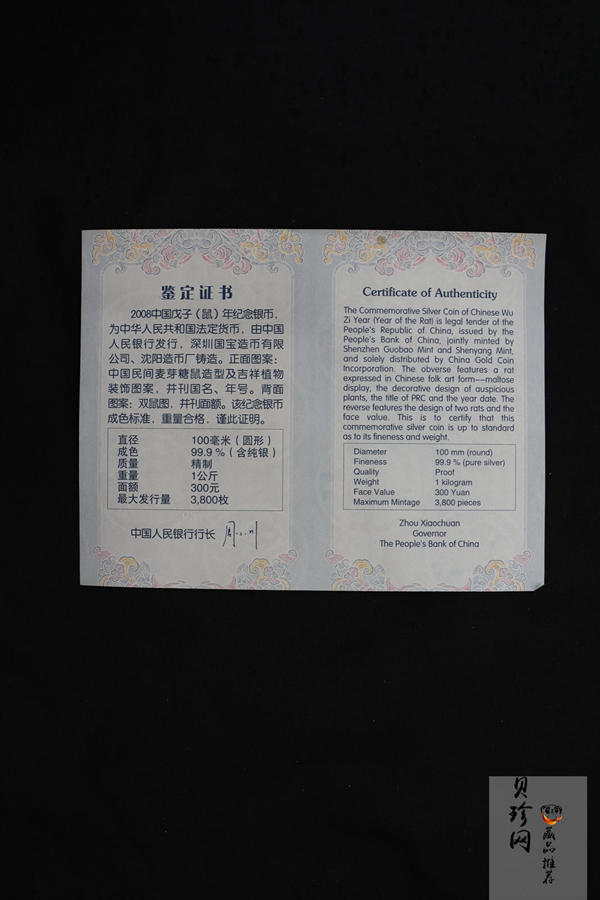 鉴定证书
2008中国戊子（鼠）年纪念银币，
为中华人民共和国法定货币，由中国
人民银行发行，深圳国宝造币有限
公司、沈阳造币厂铸造。正面图案：
中国民间麦芽糖鼠造型及吉祥植物
装饰图案，并刊国名、年号。背面
图案：双鼠图，并刊面额。该纪念银币
成色标准，重量合格，谨此证明。
直径 100毫米（圆形）
成色 99.9％（含纯银）
质量 精制
重量 1公斤
面额 300元
最大发行量 3,800枚
中国人民银行行长
Certificate of Authenticity
The Commemorative Silver Coin of Chinese Wu
Zi Year (Year of the Rat) is legal tender of the
People's Republic of China, issued by the
People's Bank of China, jointly minted by
Shenzhen Guobao Mint and Shenyang Mint,
and solely distributed by China Gold Coin
Incorporation. The obverse features a rat
expressed in Chinese folk art form—maltose
display, the decorative design of auspicious
plants, the title of PRC and the year date. The
reverse features the design of two rats and the
face value. This is to certify that this
commemorative silver coin is up to standard
as to its fineness and weight.
Diameter 100 mm (round)
Fineness 99.9 % (pure silver)
Quality Proof
Weight 1 kilogram
Face Value 300 Yuan
Maximum Mintage 3,800 pieces
Zhou Xiaochuan
Governor
The People's Bank of China
贝珍网
藏品推荐